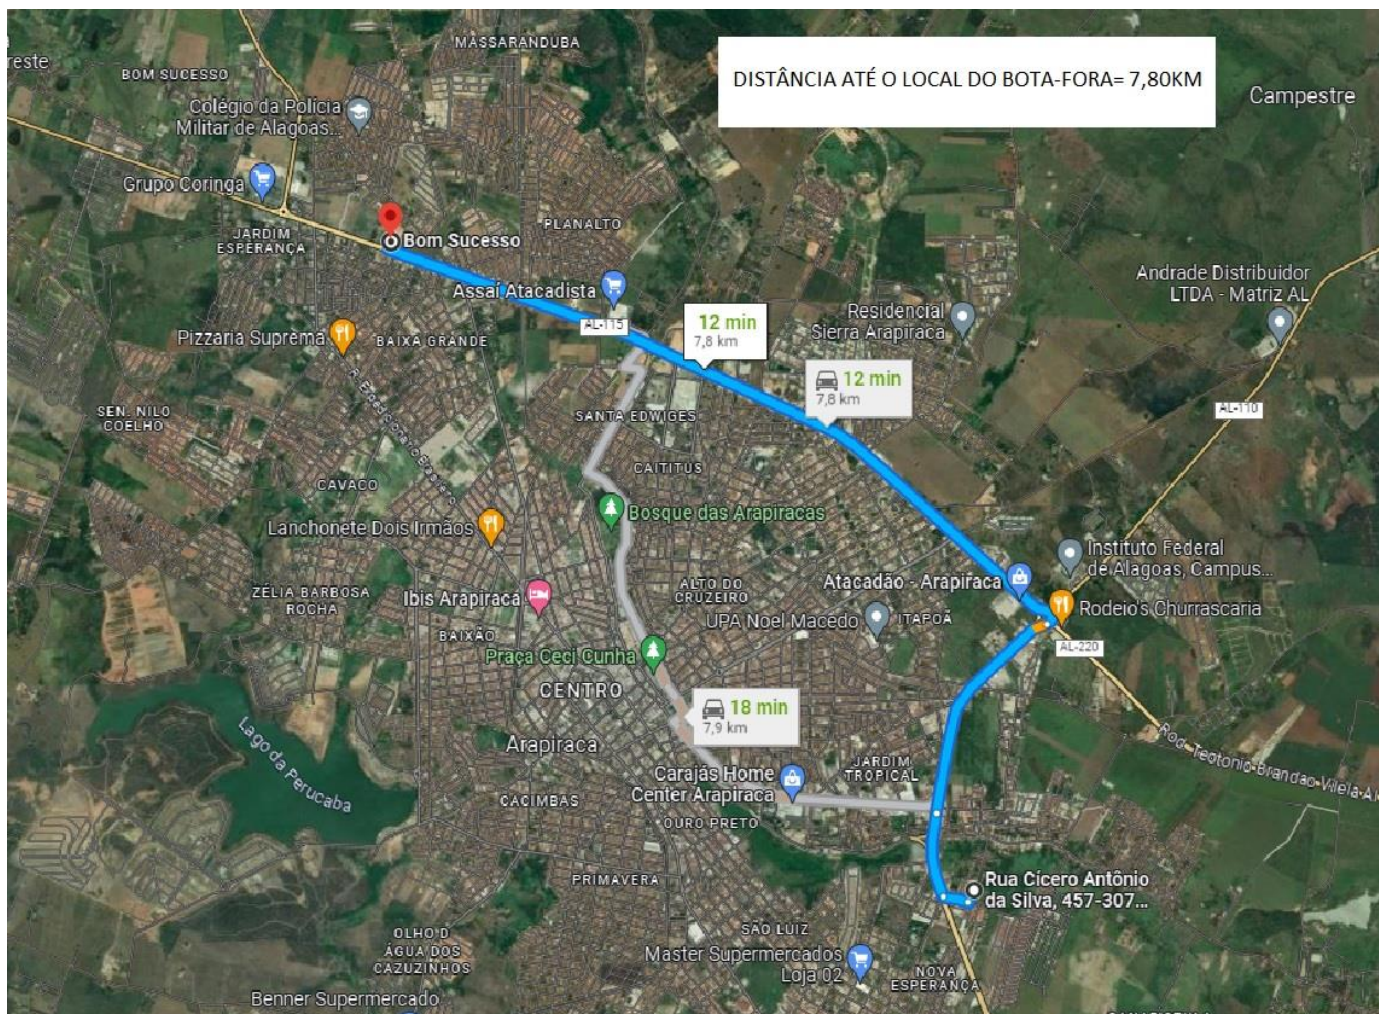 MASSARANDUBA
reste
BOM SUCESSO
DISTÂNCIA ATÉ O LOCAL DO BOTA-FORA= 7,80KM
Campestre
Colégio da Polícia
Militar de Alagoas...
Grupo Coringa
JARDIM
ESPERANÇA
Bom Sucesso
PLANALTO
Assaí Atacadista
AL-115
12 min
7,8 km
Residencial
Sierra Arapiraca
Andrade Distribuidor
LTDA - Matriz AL
Pizzaria Suprema
BAIXA GRANDE
12 min
7,8 km
AL-110
SEN. NILO
COELHO
R. Expedicionário Brasileiro
SANTA EDWIGES
CAITITUS
CAVACO
Bosque das Arapiracas
Lanchonete Dois Irmãos
Instituto Federal
de Alagoas, Campus...
Atacadão - Arapiraca
ZÉLIA BARBOSA
ROCHA
Ibis Arapiraca
ALTO DO
CRUZEIRO
UPA Noel Macedo
ITAPOÃ
Rodeio's Churrascaria
AL-220
BAIXÃO
Praça Ceci Cunha
CENTRO
18 min
7,9 km
Lago da Perucaba
Arapiraca
Rod. Teotônio Brandão Vilela
JARDIM
TROPICAL
Carajás Home
Center Arapiraca
CACIMBAS
OURO PRETO
PRIMAVERA
Rua Cícero Antônio
da Silva, 457-307...
OLHO D
ÁGUA DOS
CAZUZINHOS
SÃO LUIZ
Master Supermercados
Loja 02
NOVA
ESPERANÇA
Benner Supermercado